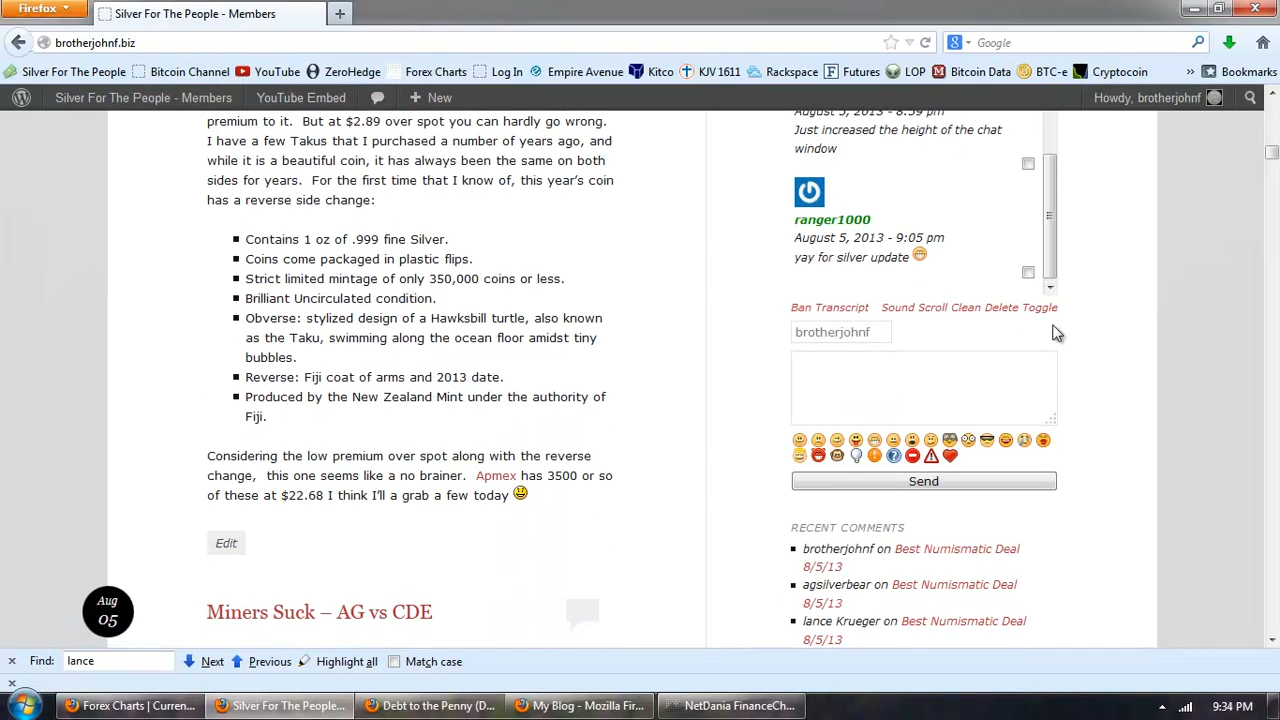 Firefox
Silver For The People - Members
brotherjohnf.biz
Google
Silver For The People
Bitcoin Channel
YouTube
ZeroHedge
Forex Charts
Log In
Empire Avenue
Kitco
KJV 1611
Rackspace
Futures
LOP
Bitcoin Data
BTC-e
Cryptocoin
»
Bookmarks
Silver For The People - Members
YouTube Embed
New
Howdy, brotherjohnf
premium to it.  But at $2.89 over spot you can hardly go wrong.
I have a few Takus that I purchased a number of years ago, and
while it is a beautiful coin, it has always been the same on both
sides for years.  For the first time that I know of, this year's coin
has a reverse side change:
Contains 1 oz of .999 fine Silver.
Coins come packaged in plastic flips.
Strict limited mintage of only 350,000 coins or less.
Brilliant Uncirculated condition.
Obverse: stylized design of a Hawksbill turtle, also known
as the Taku, swimming along the ocean floor amidst tiny
bubbles.
Reverse: Fiji coat of arms and 2013 date.
Produced by the New Zealand Mint under the authority of
Fiji.
Considering the low premium over spot along with the reverse
change,  this one seems like a no brainer.  Apmex has 3500 or so
of these at $22.68 I think I'll a grab a few today
Edit
Aug
05
Miners Suck – AG vs CDE
August 5, 2013 - 8:59 pm
Just increased the height of the chat
window
ranger1000
August 5, 2013 - 9:05 pm
yay for silver update
Ban Transcript
Sound Scroll Clean Delete Toggle
brotherjohnf
Send
RECENT COMMENTS
brotherjohnf on Best Numismatic Deal
8/5/13
agsilverbear on Best Numismatic Deal
8/5/13
lance Krueger on Best Numismatic Deal
8/5/13
Find:
lance
Next
Previous
Highlight all
Match case
Forex Charts | Curren...
Silver For The People...
Debt to the Penny (D...
My Blog - Mozilla Fir...
NetDania FinanceCh...
9:34 PM